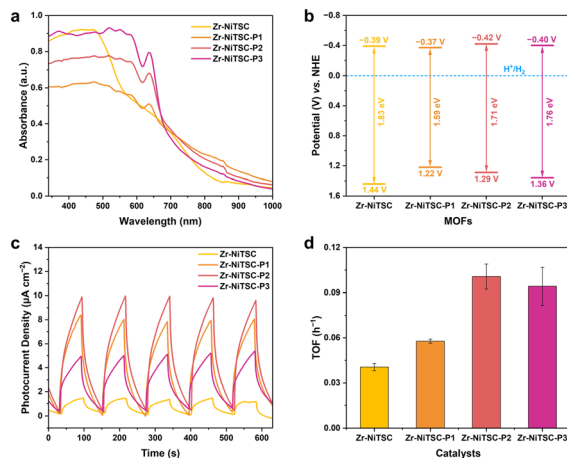 a
Absorbance (a.u.)
1.0
0.8
0.6
0.4
0.2
0.0
Zr-NiTSC
Zr-NiTSC-P1
Zr-NiTSC-P2
Zr-NiTSC-P3
400 500 600 700 800 900 1000
Wavelength (nm)
b
Potential (V) vs. NHE
−0.8
−0.4
0.0
0.4
0.8
1.2
1.6
−0.39 V −0.37 V −0.42 V −0.40 V
H⁺/H₂
1.83 eV 1.59 eV 1.71 eV 1.76 eV
1.44 V 1.22 V 1.29 V 1.36 V
Zr-NiTSC Zr-NiTSC-P1 Zr-NiTSC-P2 Zr-NiTSC-P3
MOFs
c
Photocurrent Density (μA cm⁻²)
14
12
10
8
6
4
2
0
Zr-NiTSC
Zr-NiTSC-P1
Zr-NiTSC-P2
Zr-NiTSC-P3
0 100 200 300 400 500 600
Time (s)
d
TOF (h⁻¹)
0.12
0.09
0.06
0.03
0.00
Zr-NiTSC Zr-NiTSC-P1 Zr-NiTSC-P2 Zr-NiTSC-P3
Catalysts